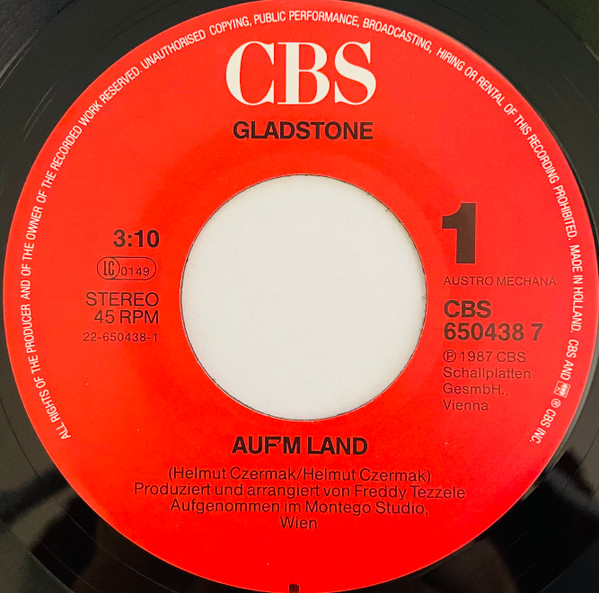 ALL RIGHTS OF THE PRODUCER AND OF THE OWNER OF THE RECORDED WORK RESERVED. UNAUTHORISED COPYING, PUBLIC PERFORMANCE, BROADCASTING, HIRING OR RENTAL OF THIS RECORDING PROHIBITED. MADE IN HOLLAND. CBS AND ® CBS INC.
CBS
GLADSTONE
3:10
LC 0149
STEREO
45 RPM
22-650438-1
1
AUSTRO MECHANA
CBS
650438 7
℗ 1987 CBS
Schallplatten
GesmbH.,
Vienna
AUF'M LAND
(Helmut Czermak/Helmut Czermak)
Produziert und arrangiert von Freddy Tezzele
Aufgenommen im Montego Studio,
Wien